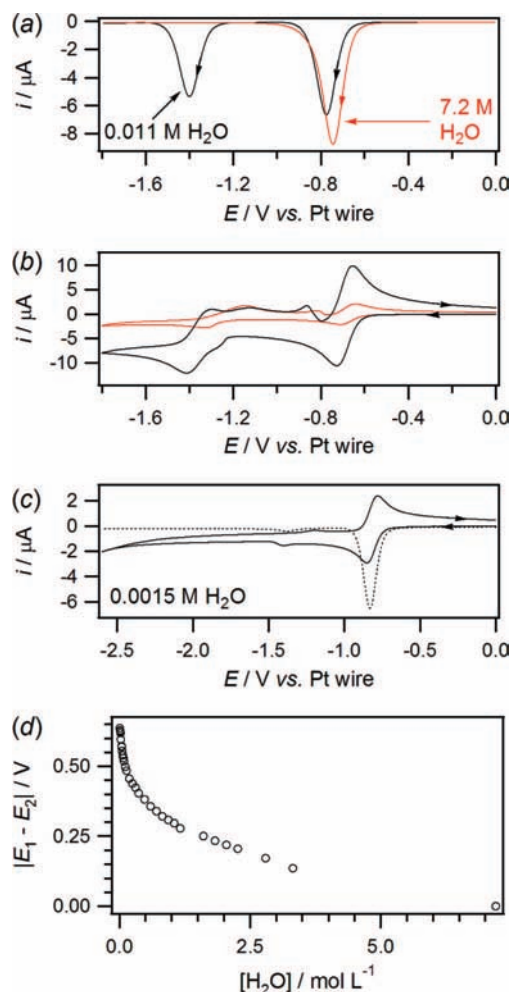 (a)
0
-2
-4
-6
-8
i / μA
0.011 M H₂O
7.2 M
H₂O
-1.6 -1.2 -0.8 -0.4 0.0
E / V vs. Pt wire
(b)
10
5
0
-5
-10
i / μA
-1.6 -1.2 -0.8 -0.4 0.0
E / V vs. Pt wire
(c)
2
0
-2
-4
-6
i / μA
0.0015 M H₂O
-2.5 -2.0 -1.5 -1.0 -0.5 0.0
E / V vs. Pt wire
(d)
0.50
0.25
0.00
|E₁ - E₂| / V
0.0 2.5 5.0
[H₂O] / mol L⁻¹